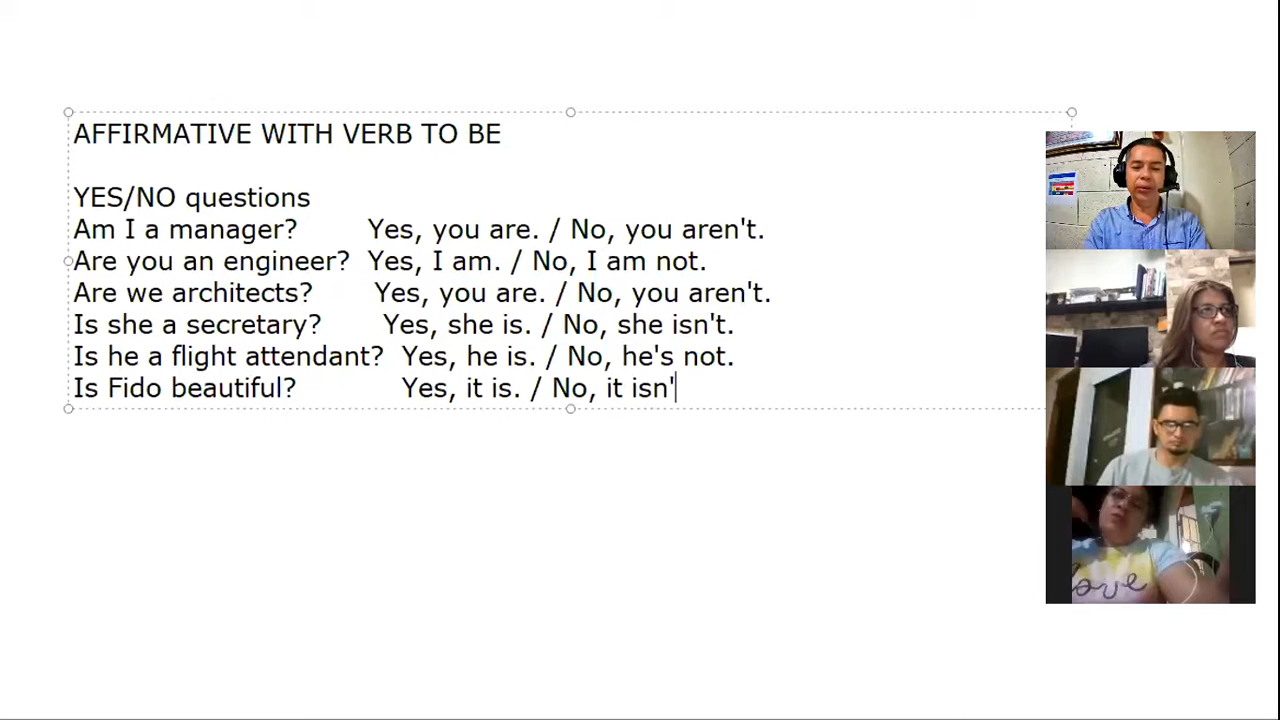 AFFIRMATIVE WITH VERB TO BE
YES/NO questions
Am I a manager? Yes, you are. / No, you aren't.
Are you an engineer? Yes, I am. / No, I am not.
Are we architects? Yes, you are. / No, you aren't.
Is she a secretary? Yes, she is. / No, she isn't.
Is he a flight attendant? Yes, he is. / No, he's not.
Is Fido beautiful? Yes, it is. / No, it isn'
Love